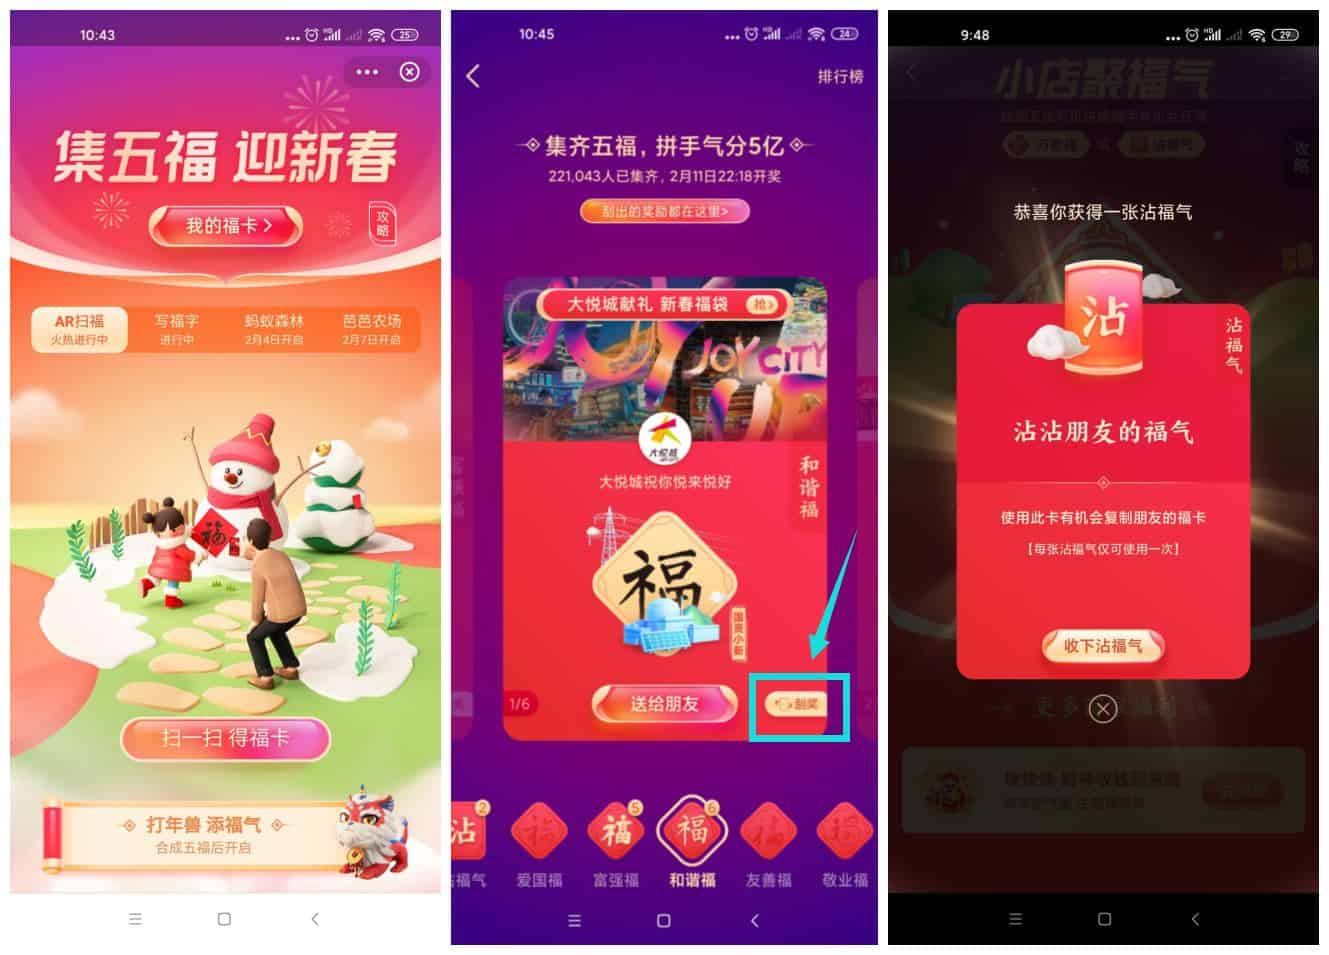 10:43
HD
25
集五福 迎新春
我的福卡 >
攻略
AR扫福
火热进行中
写福字
进行中
蚂蚁森林
2月4日开启
芭芭农场
2月7日开启
福
扫一扫 得福卡
打年兽 添福气
合成五福后开启
10:45
HD
24
排行榜
集齐五福，拼手气分5亿
221,043人已集齐，2月11日22:18开奖
刮出的奖励都在这里>
大悦城献礼 新春福袋
抢>
JOY CITY
大悦城
大悦城祝你悦来悦好
和谐福
福
国家小新
1/6
送给朋友
刮奖
2
沾
沾福气
福
爱国福
5
福
富强福
6
福
和谐福
福
友善福
福
敬业福
9:48
HD
29
小店聚福气
攻略
恭喜你获得一张沾福气
沾
沾福气
沾沾朋友的福气
使用此卡有机会复制朋友的福卡
【每张沾福气仅可使用一次】
收下沾福气
更多